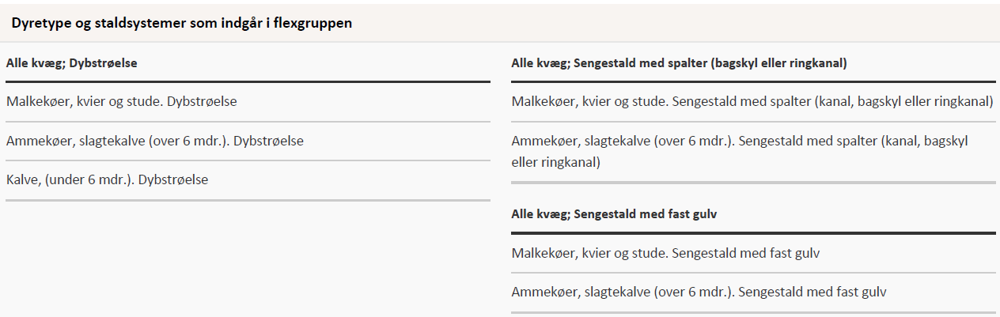 Dyretype og staldsystemer som indgår i flexgruppen
Alle kvæg; Dybstrøelse
Malkekøer, kvier og stude. Dybstrøelse
Ammekøer, slagtekalve (over 6 mdr.). Dybstrøelse
Kalve, (under 6 mdr.). Dybstrøelse
Alle kvæg; Sengestald med spalter (bagskyl eller ringkanal)
Malkekøer, kvier og stude. Sengestald med spalter (kanal, bagskyl eller ringkanal)
Ammekøer, slagtekalve (over 6 mdr.). Sengestald med spalter (kanal, bagskyl
eller ringkanal)
Alle kvæg; Sengestald med fast gulv
Malkekøer, kvier og stude. Sengestald med fast gulv
Ammekøer, slagtekalve (over 6 mdr.). Sengestald med fast gulv